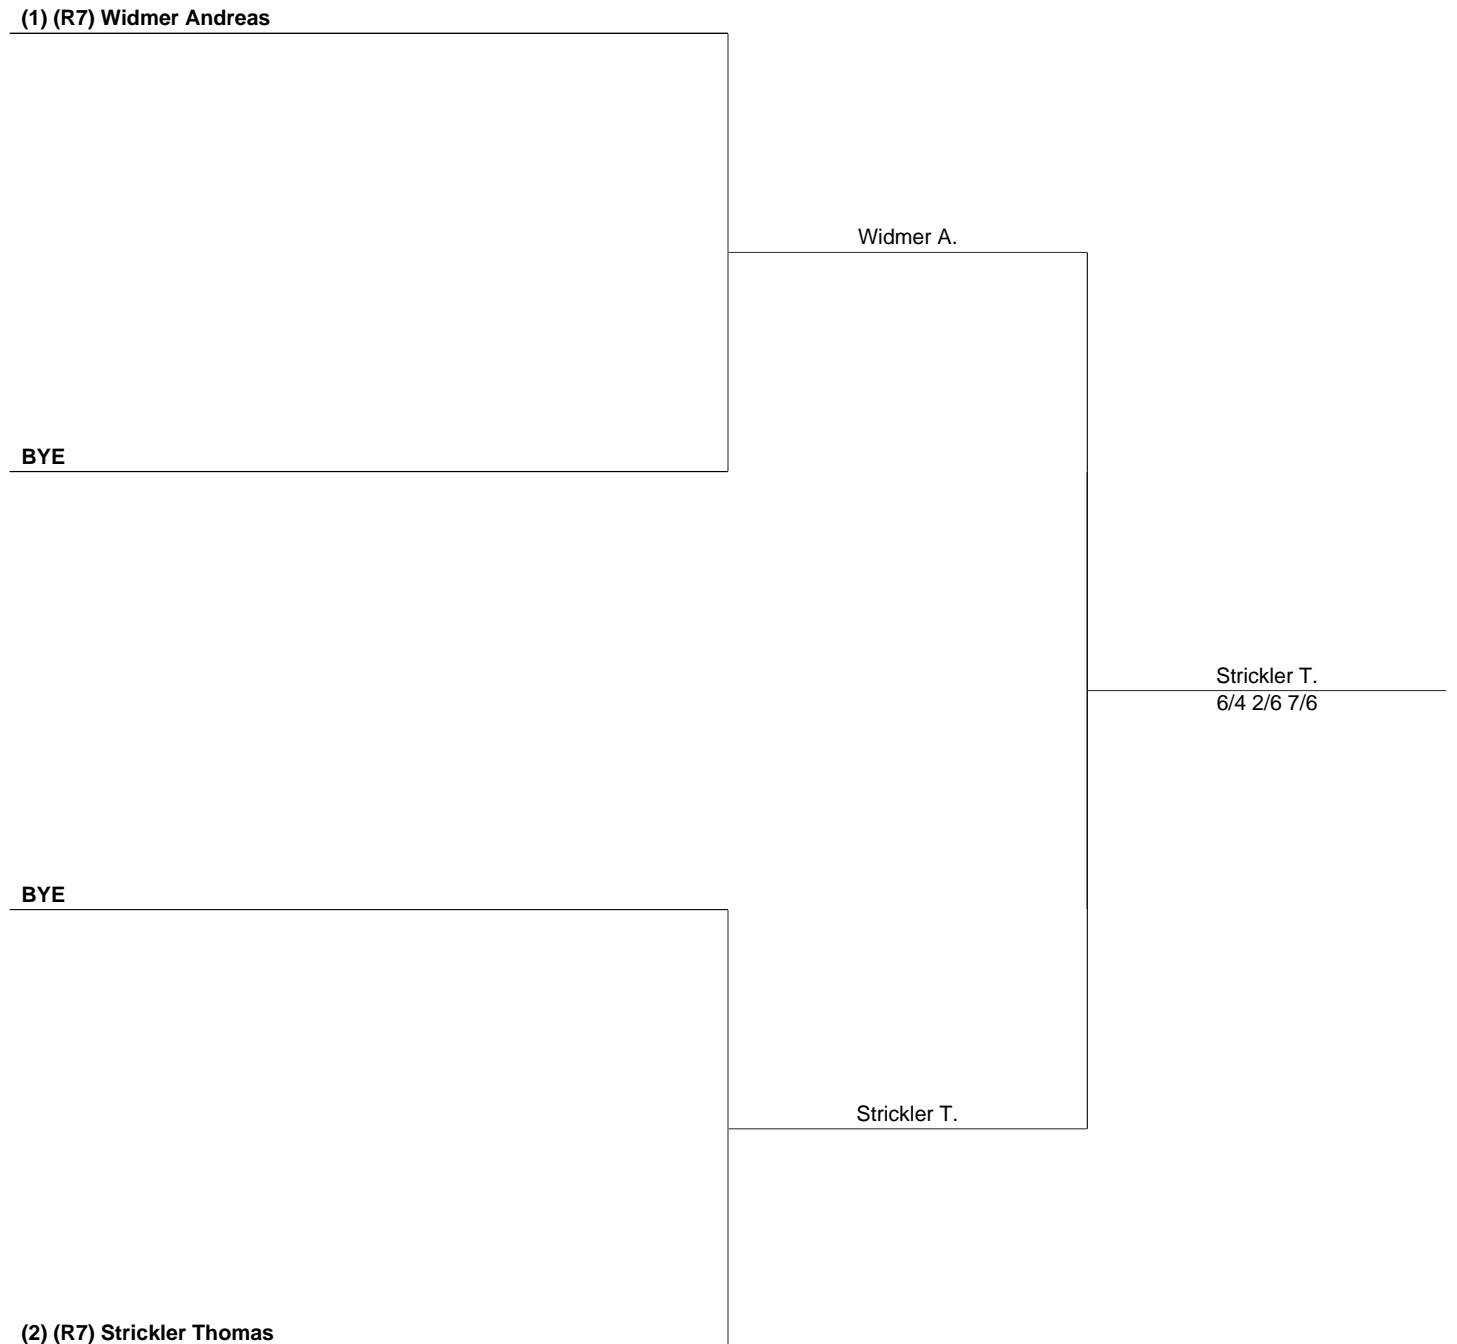 (1) (R7) Widmer Andreas
Widmer A.
BYE
Strickler T.
6/4 2/6 7/6
BYE
Strickler T.
(2) (R7) Strickler Thomas